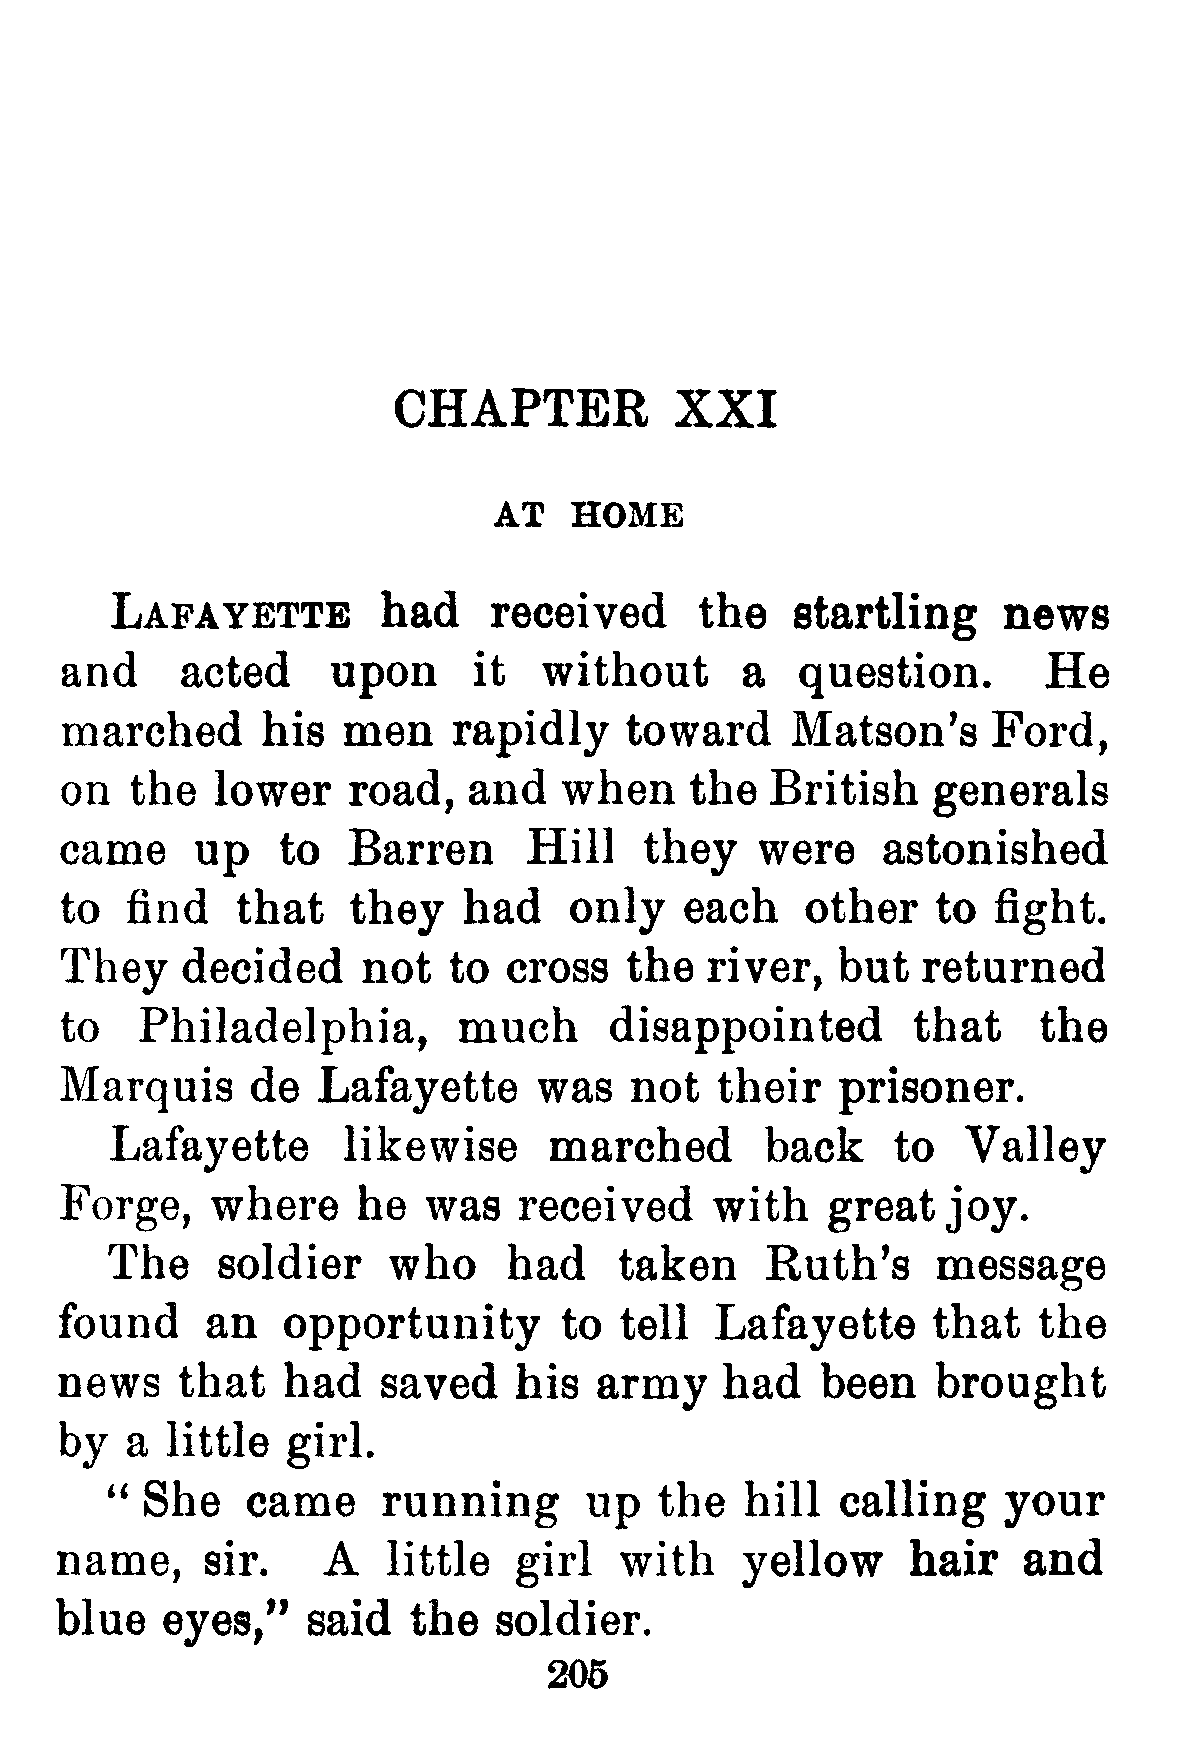 CHAPTER XXI
AT HOME
LAFAYETTE had received the startling news
and acted upon it without a question. He
marched his men rapidly toward Matson's Ford,
on the lower road, and when the British generals
came up to Barren Hill they were astonished
to find that they had only each other to fight.
They decided not to cross the river, but returned
to Philadelphia, much disappointed that the
Marquis de Lafayette was not their prisoner.
Lafayette likewise marched back to Valley
Forge, where he was received with great joy.
The soldier who had taken Ruth's message
found an opportunity to tell Lafayette that the
news that had saved his army had been brought
by a little girl.
“ She came running up the hill calling your
name, sir. A little girl with yellow hair and
blue eyes,” said the soldier.
205